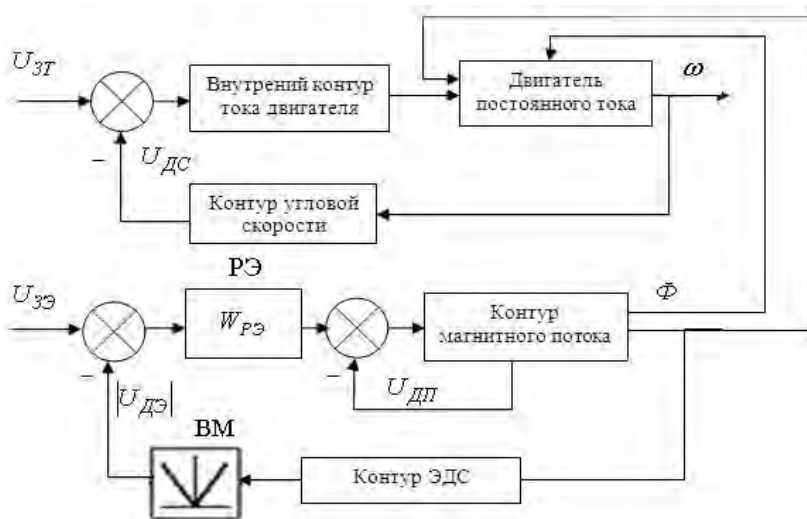 U_ЗТ
Внутрений контур
тока двигателя
Двигатель
постоянного тока
ω
−
U_ДС
Контур угловой
скорости
РЭ
U_ЗЭ
W_РЭ
Контур
магнитного потока
Φ
−
−
U_ДП
|U_ДЭ|
ВМ
Контур ЭДС